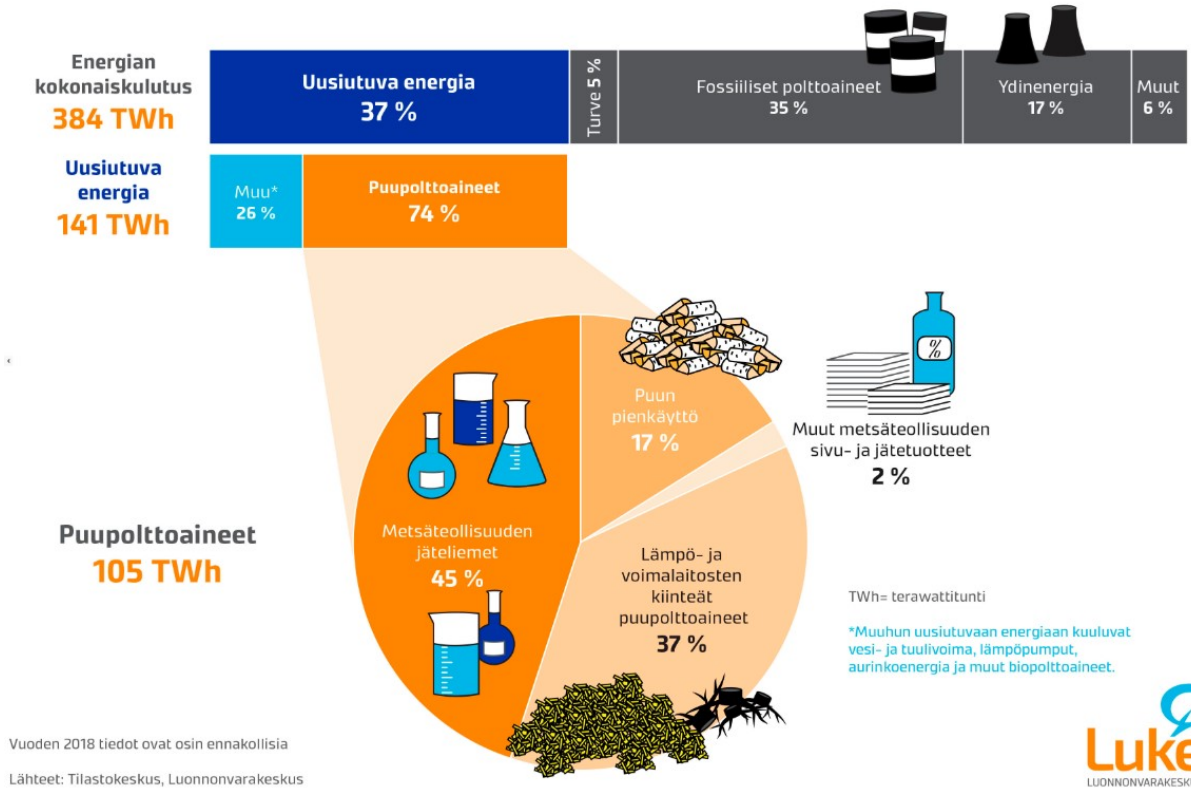 Energian
kokonaiskulutus
384 TWh
Uusiutuva energia
37 %
Turve 5 %
Fossiiliset polttoaineet
35 %
Ydinenergia
17 %
Muut
6 %
Uusiutuva
energia
141 TWh
Muu*
26 %
Puupolttoaineet
74 %
Puun
pienkäyttö
17 %
%
Muut metsäteollisuuden
sivu- ja jätetuotteet
2 %
Metsäteollisuuden
jäteliemet
45 %
Lämpö- ja
voimalaitosten
kiinteät
puupolttoaineet
37 %
Puupolttoaineet
105 TWh
TWh= terawattitunti
*Muuhun uusiutuvaan energiaan kuuluvat
vesi- ja tuulivoima, lämpöpumput,
aurinkoenergia ja muut biopolttoaineet.
Vuoden 2018 tiedot ovat osin ennakollisia
Lähteet: Tilastokeskus, Luonnonvarakeskus
Luke
LUONNONVARAKESK